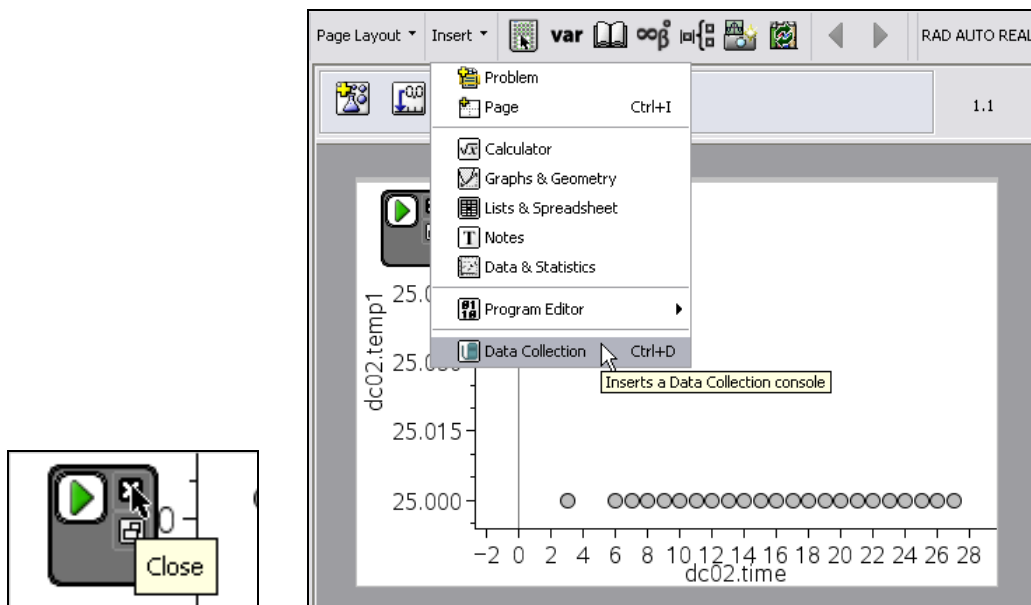 Page Layout Insert var ∞β RAD AUTO REAL
Problem
Page Ctrl+I
1.1
Calculator
Graphs & Geometry
Lists & Spreadsheet
T Notes
Data & Statistics
Program Editor
Data Collection Ctrl+D
Inserts a Data Collection console
dc02.temp1
25.015
25.000
-2 0 2 4 6 8 10 12 14 16 18 20 22 24 26 28
dc02.time
0
Close